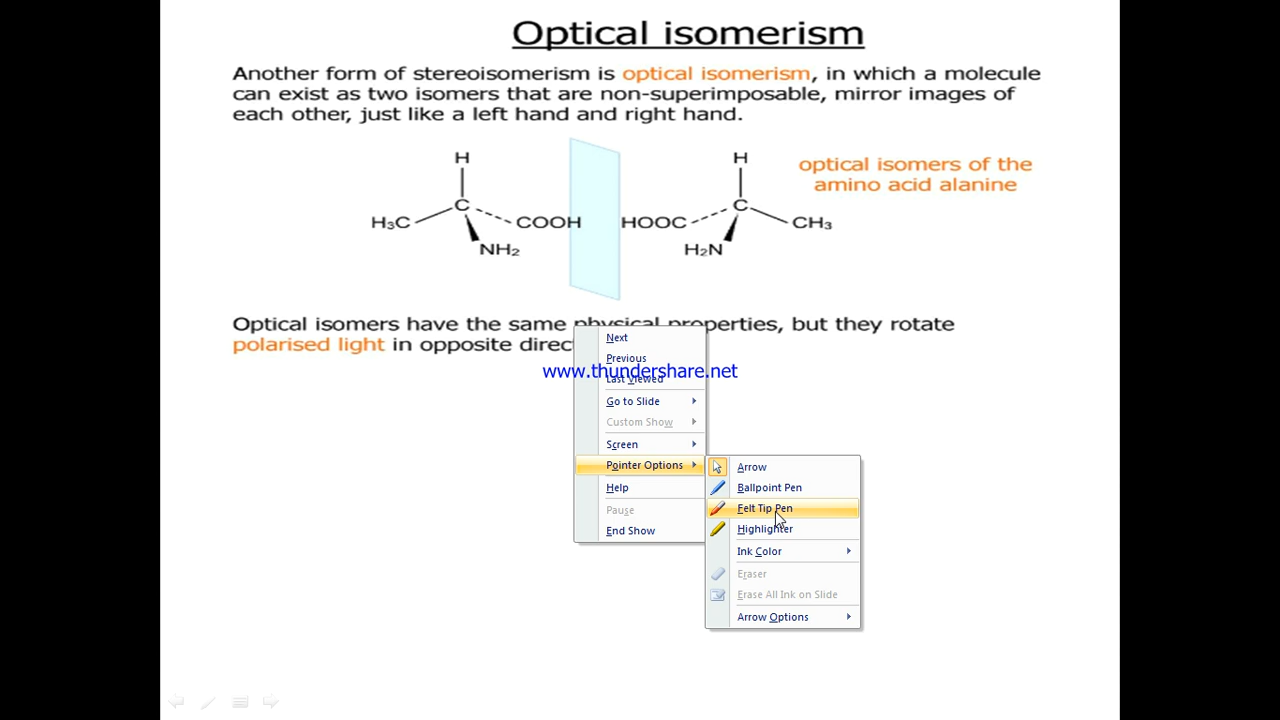 Optical isomerism
Another form of stereoisomerism is optical isomerism, in which a molecule
can exist as two isomers that are non-superimposable, mirror images of
each other, just like a left hand and right hand.
optical isomers of the
amino acid alanine
H
C
H₃C
COOH
NH₂
H
C
HOOC
CH₃
H₂N
Optical isomers have the same physical properties, but they rotate
polarised light in opposite
Next
Previous
www.thundershare.net
Last Viewed
Go to Slide
Custom Show
Screen
Pointer Options
Help
Pause
End Show
Arrow
Ballpoint Pen
Felt Tip Pen
Highlighter
Ink Color
Eraser
Erase All Ink on Slide
Arrow Options